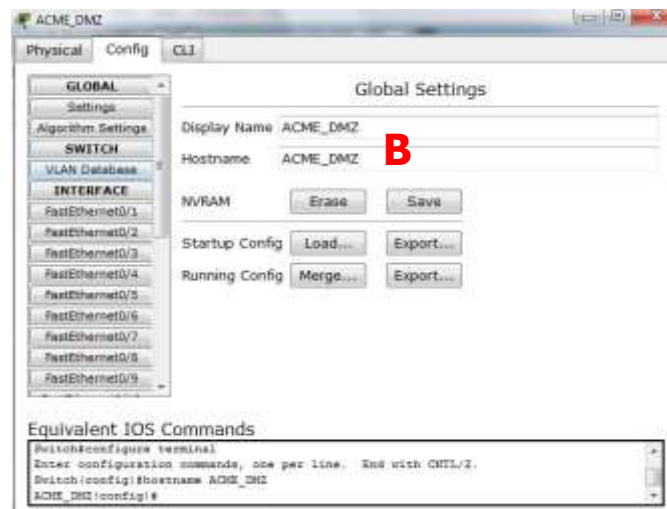 ACME_DMZ
Physical Config CLI
GLOBAL
Settings
Algorithm Settings
SWITCH
VLAN Database
INTERFACE
FastEthernet0/1
FastEthernet0/2
FastEthernet0/3
FastEthernet0/4
FastEthernet0/5
FastEthernet0/6
FastEthernet0/7
FastEthernet0/8
FastEthernet0/9
Global Settings
Display Name ACME_DMZ
Hostname ACME_DMZ
B
NVRAM Erase Save
Startup Config Load... Export...
Running Config Merge... Export...
Equivalent IOS Commands
Switch#configure terminal
Enter configuration commands, one per line. End with CNTL/Z.
Switch(config)#hostname ACME_DMZ
ACME_DMZ(config)#